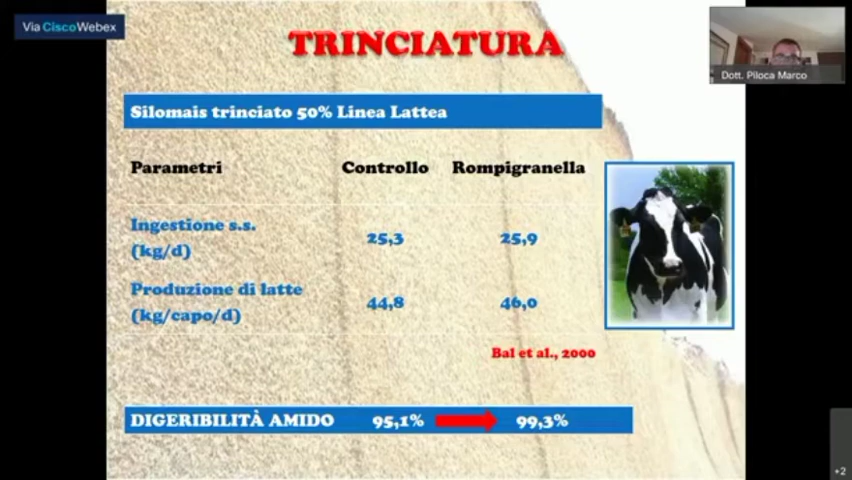 Via CiscoWebex
TRINCIATURA
Dott. Piloca Marco
Silomais trinciato 50% Linea Lattea
Parametri Controllo Rompigranella
Ingestione s.s.
(kg/d) 25,3 25,9
Produzione di latte
(kg/capo/d) 44,8 46,0
Bal et al., 2000
DIGERIBILITÀ AMIDO 95,1% 99,3%
+2